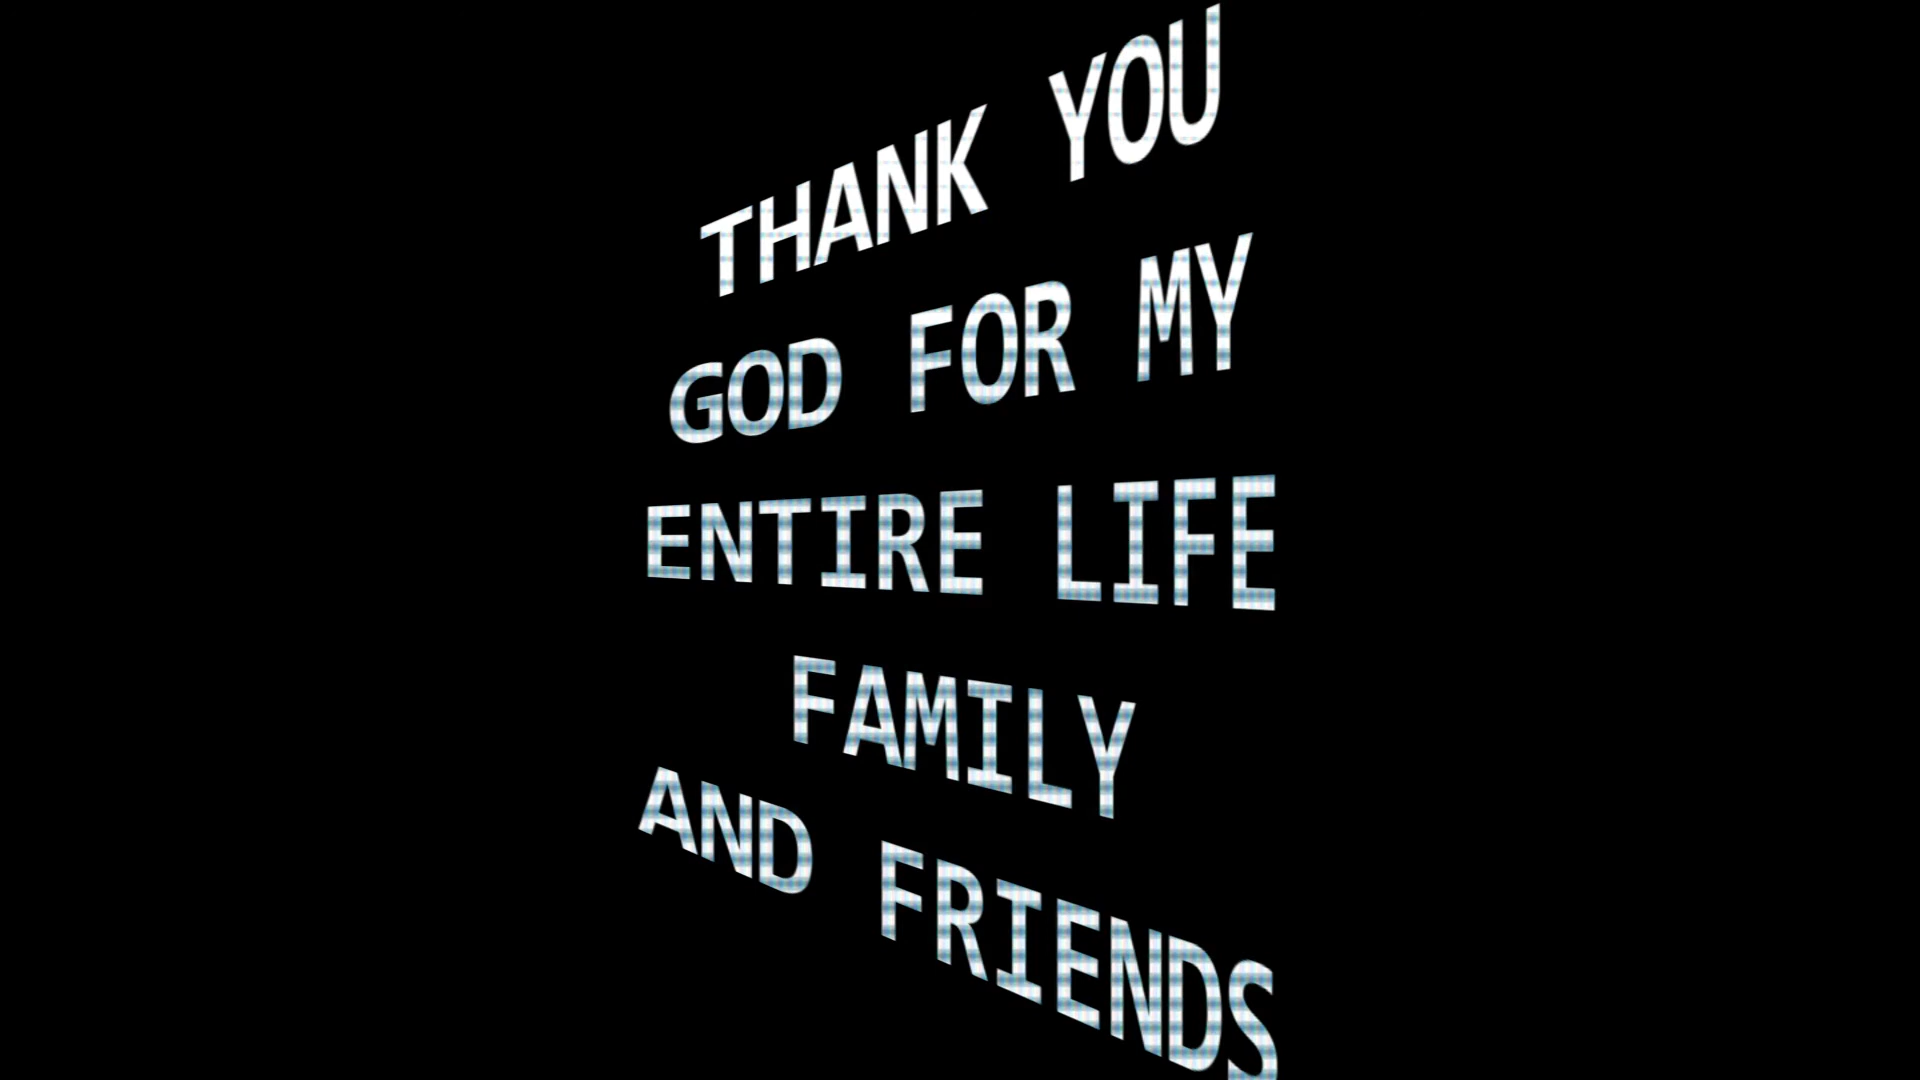 THANK YOU
GOD FOR MY
ENTIRE LIFE
FAMILY
AND FRIENDS